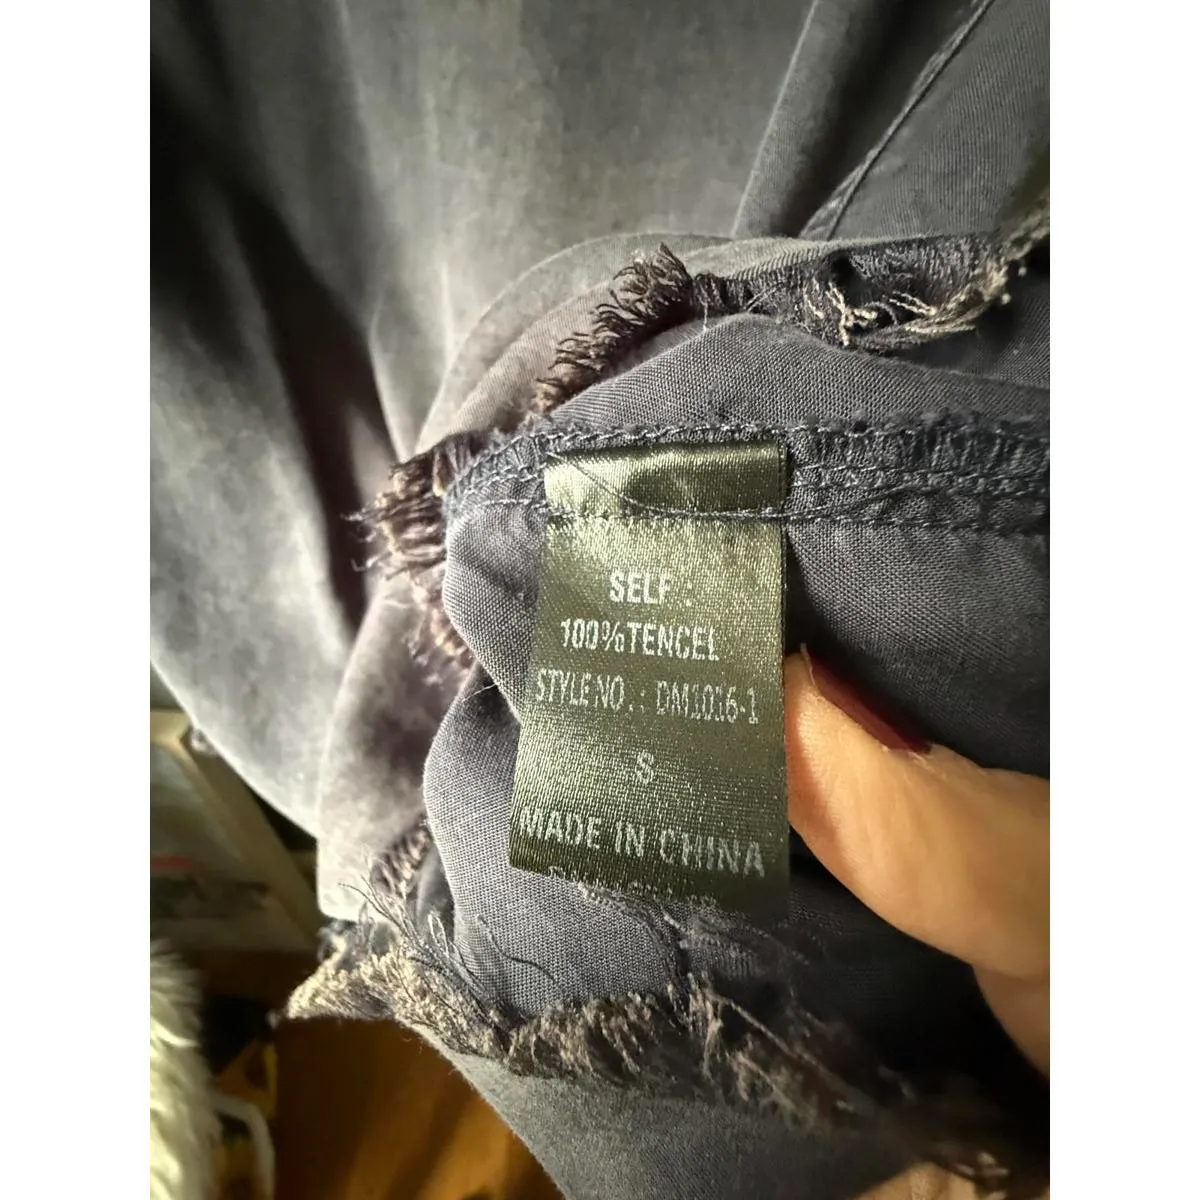 SELF :
100%TENCEL
STYLE NO. : DM1016-1
S
MADE IN CHINA